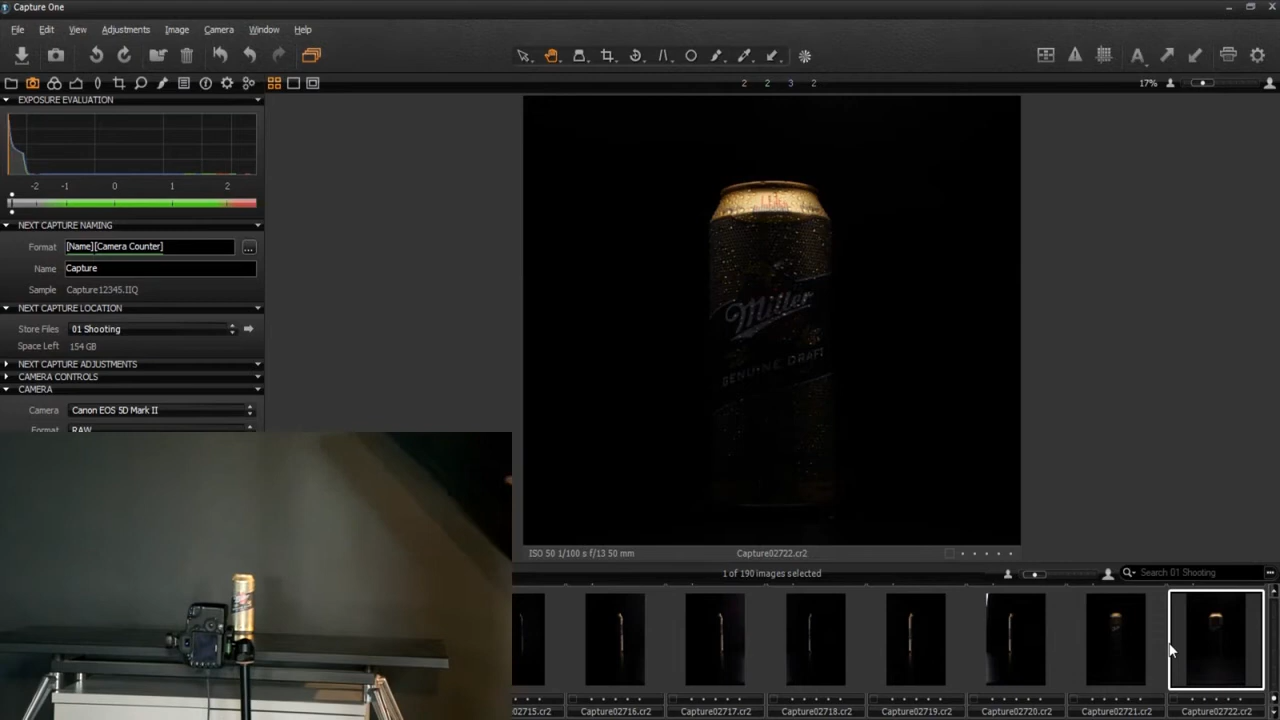 Capture One
File Edit View Adjustments Image Camera Window Help
2 2 3 2
17%
EXPOSURE EVALUATION
-2 -1 0 1 2
NEXT CAPTURE NAMING
Format [Name][Camera Counter] ...
Name Capture
Sample Capture12345.IIQ
NEXT CAPTURE LOCATION
Store Files 01 Shooting
Space Left 154 GB
NEXT CAPTURE ADJUSTMENTS
CAMERA CONTROLS
CAMERA
Camera Canon EOS 5D Mark II
Format RAW
Miller
GENUINE DRAFT
ISO 50 1/100 s f/13 50 mm
Capture02722.cr2
1 of 190 images selected
Search 01 Shooting
02715.cr2 Capture02716.cr2 Capture02717.cr2 Capture02718.cr2 Capture02719.cr2 Capture02720.cr2 Capture02721.cr2 Capture02722.cr2